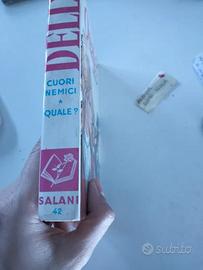 DELL
CUORI
NEMICI
*
QUALE?
SALANI
42
subito